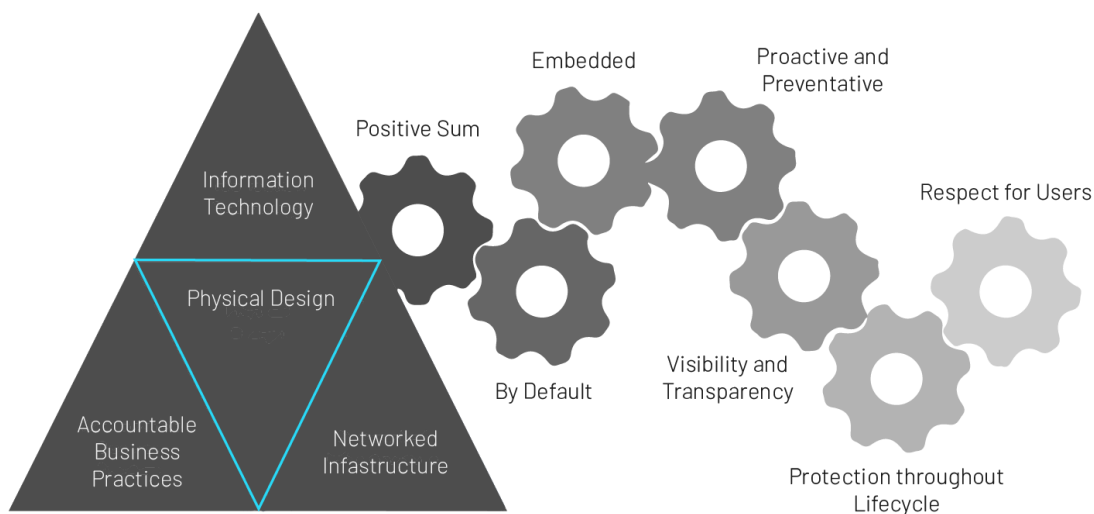 Embedded
Proactive and
Preventative
Positive Sum
Information
Technology
Respect for Users
Physical Design
Visibility and
Transparency
By Default
Accountable
Business
Practices
Networked
Infastructure
Protection throughout
Lifecycle